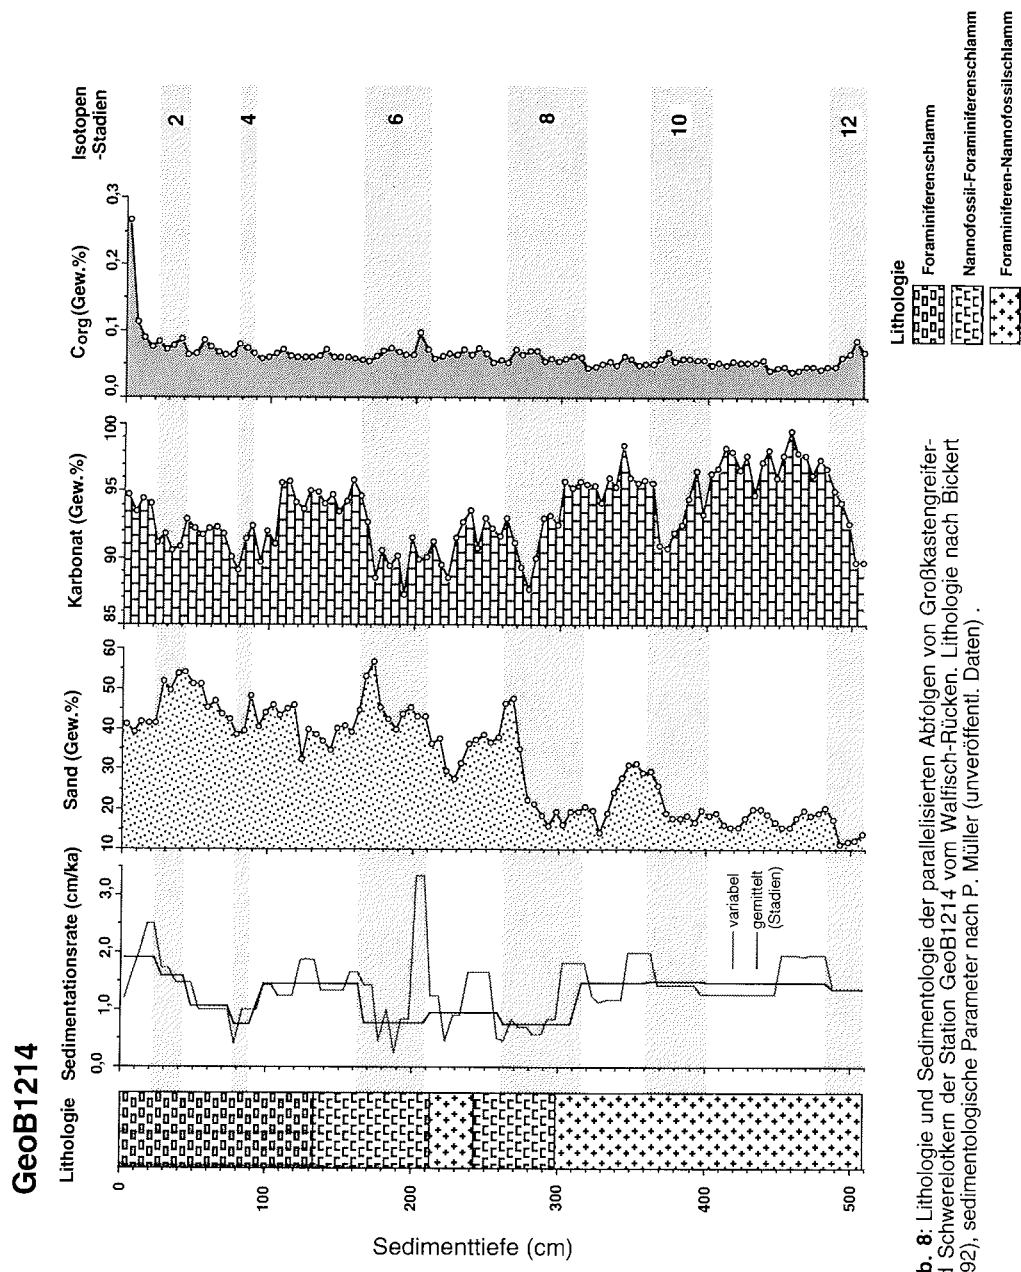 GeoB1214
Lithologie
Sedimentationsrate (cm/ka)
0,0
1,0
2,0
3,0
variabel
gemittelt
(Stadien)
Sand (Gew.%)
10
20
30
40
50
60
Karbonat (Gew.%)
85
90
95
100
Corg (Gew.%)
0,0
0,1
0,2
0,3
Isotopen
-Stadien
2
4
6
8
10
12
0
100
200
300
400
500
Sedimenttiefe (cm)
Lithologie
Foraminiferenschlamm
Nannofossil-Foraminiferenschlamm
Foraminiferen-Nannofossilschlamm
b. 8: Lithologie und Sedimentologie der parallelisierten Abfolgen von Großkastengreifer-
d Schwerelotkern der Station GeoB1214 vom Walfisch-Rücken. Lithologie nach Bickert
92), sedimentologische Parameter nach P. Müller (unveröffentl. Daten) .